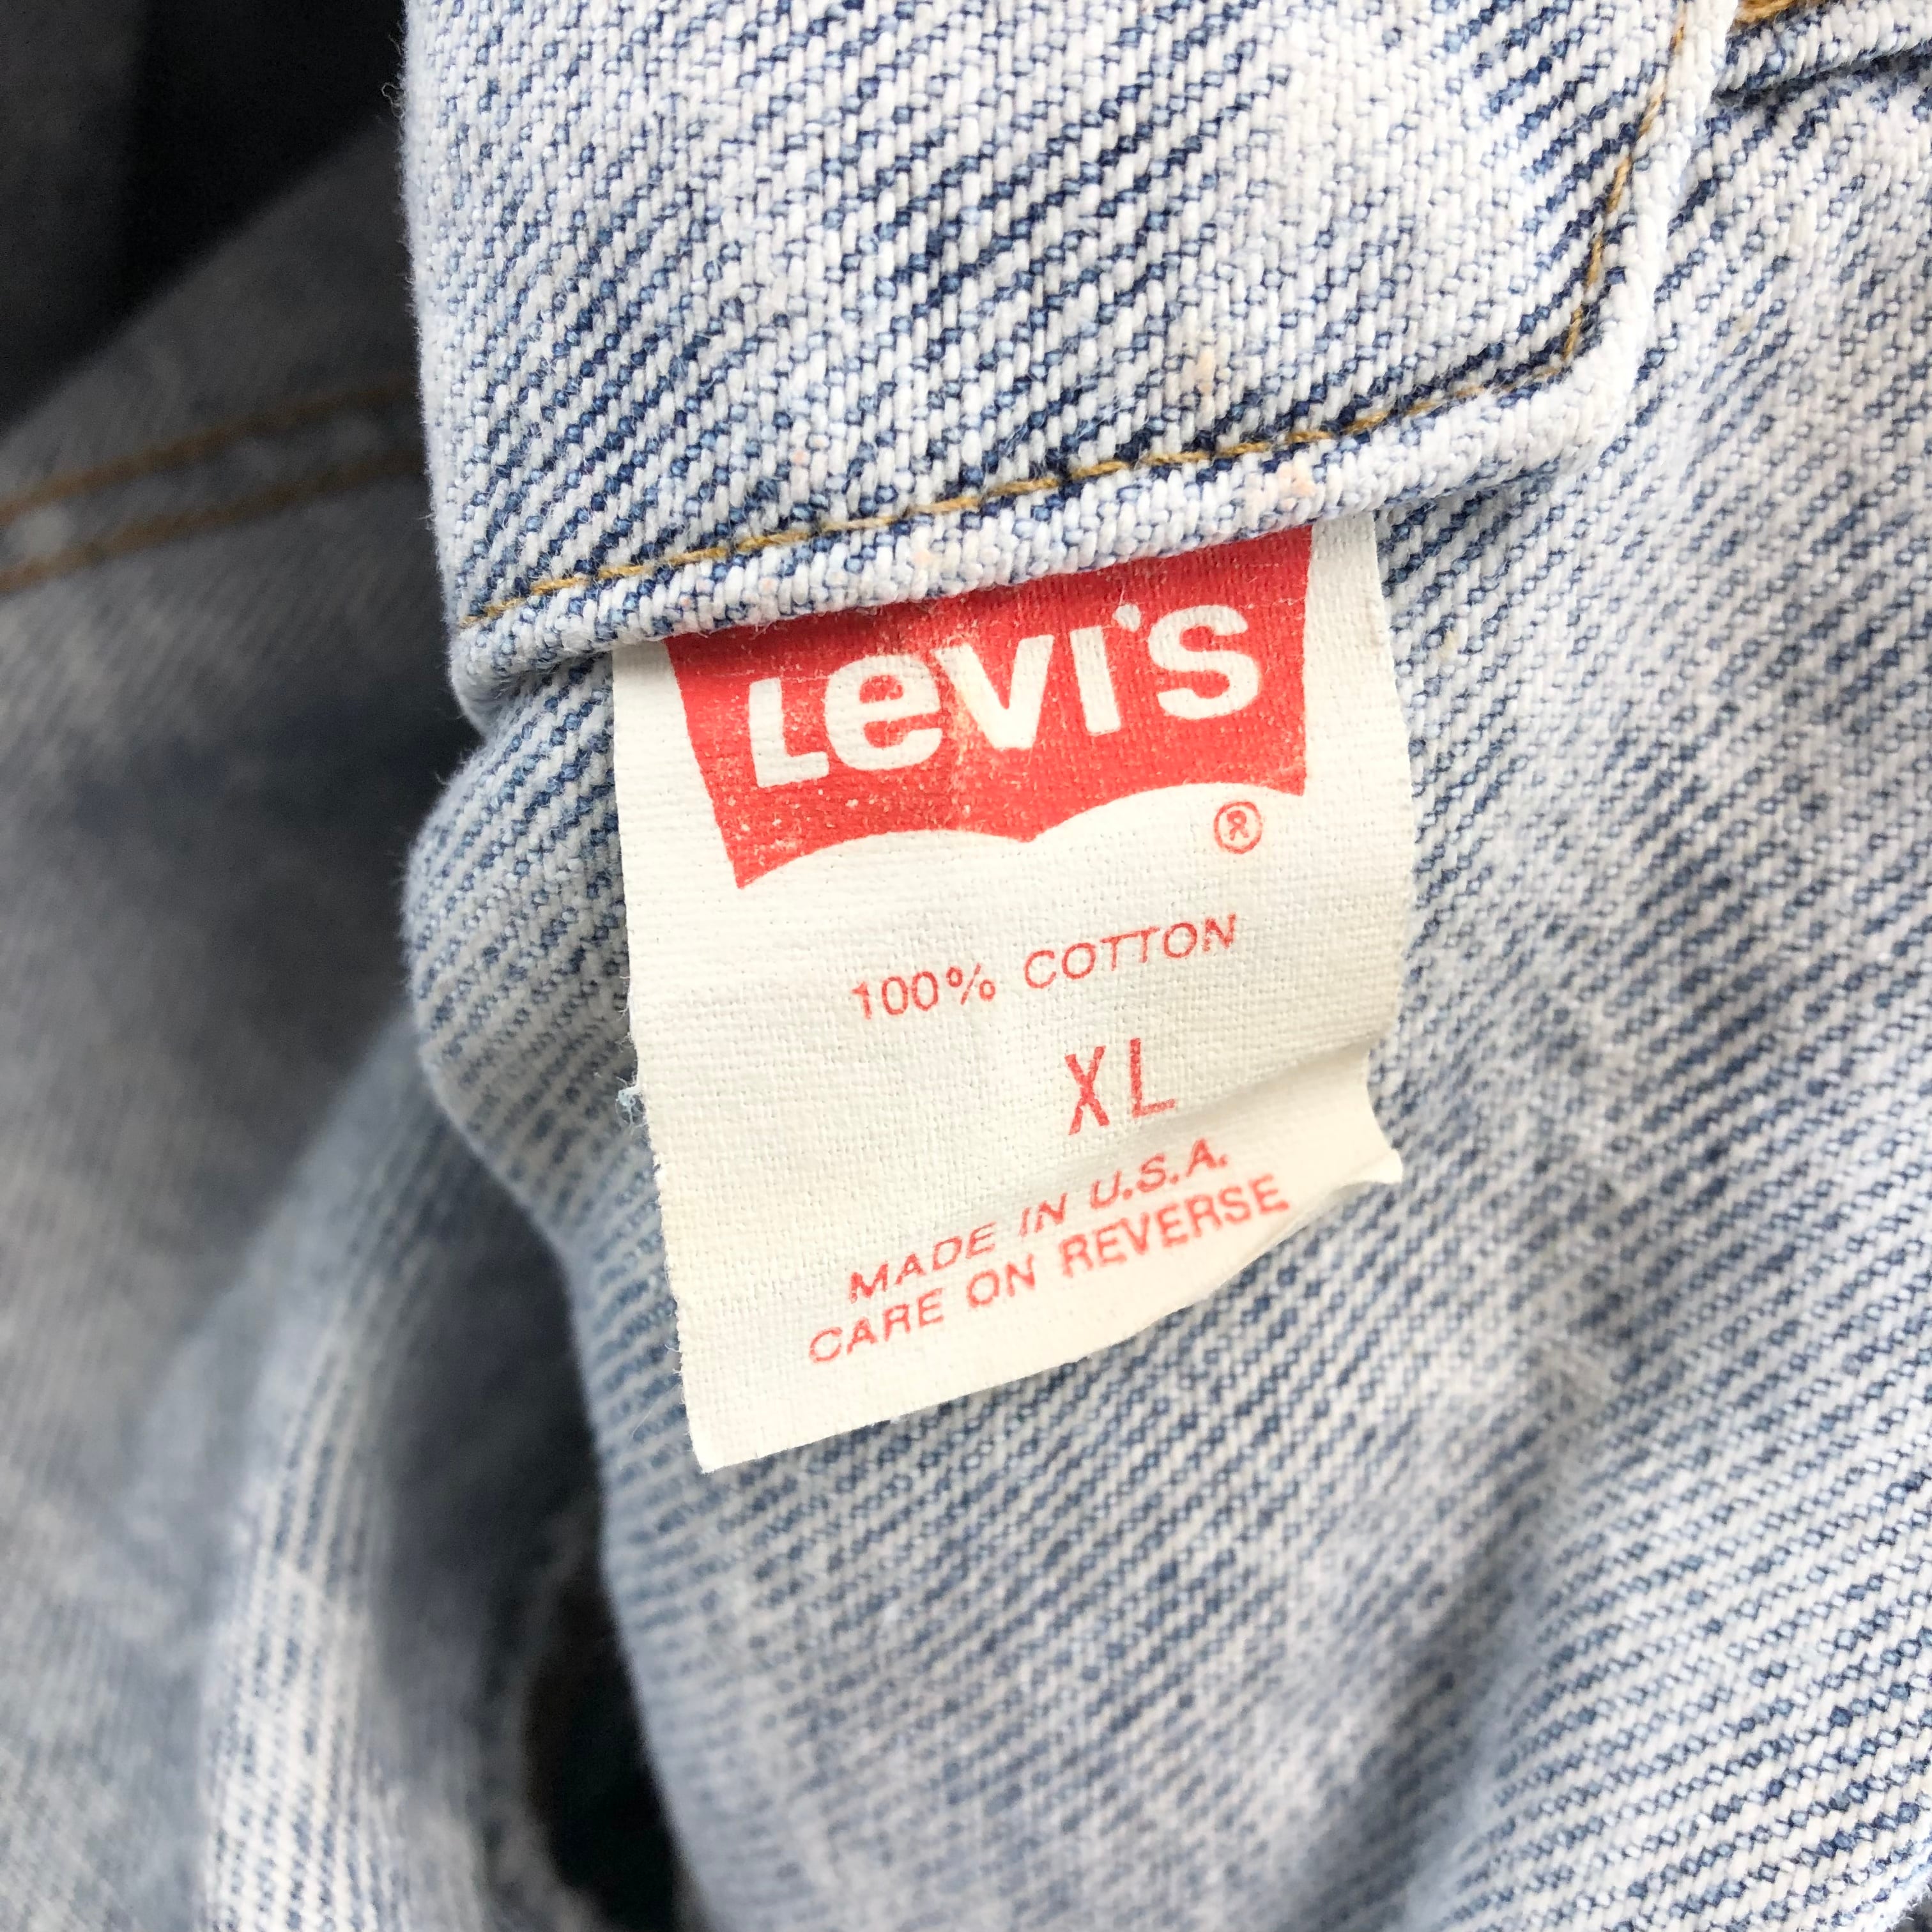 Levi's
®
100% COTTON
XL
MADE IN U.S.A.
CARE ON REVERSE